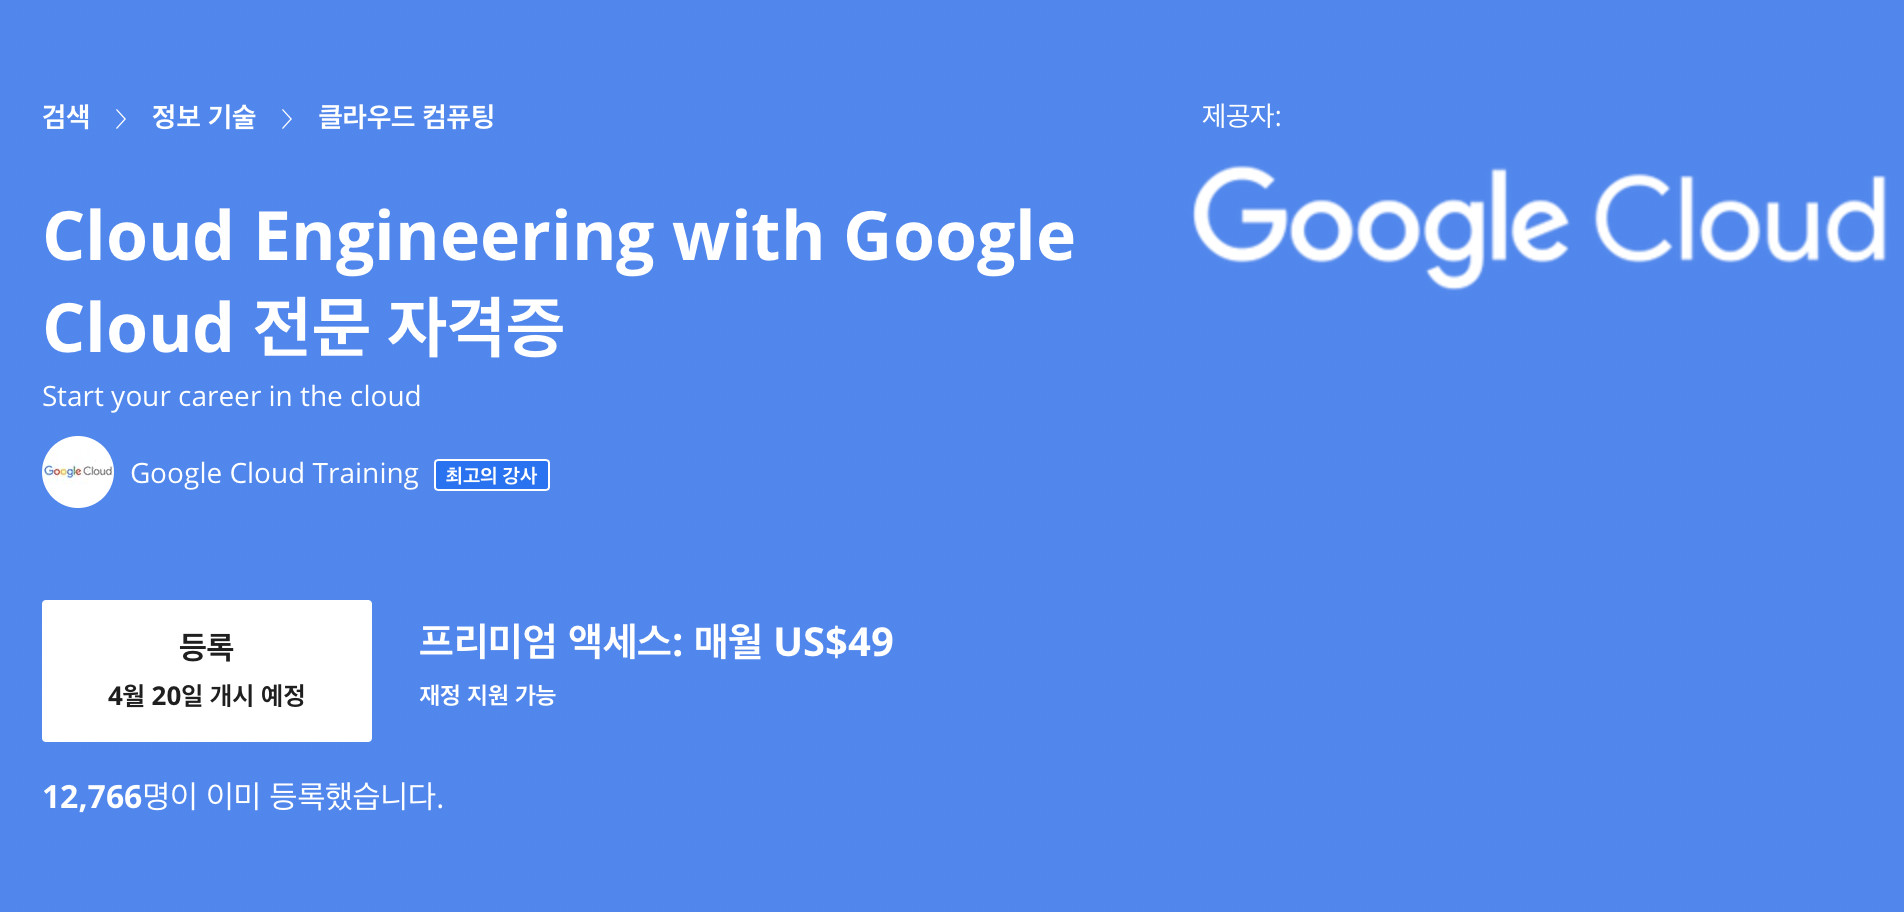 검색 > 정보 기술 > 클라우드 컴퓨팅
제공자:
Google Cloud
Cloud Engineering with Google
Cloud 전문 자격증
Start your career in the cloud
Google Cloud
Google Cloud Training
최고의 강사
등록
4월 20일 개시 예정
프리미엄 액세스: 매월 US$49
재정 지원 가능
12,766명이 이미 등록했습니다.